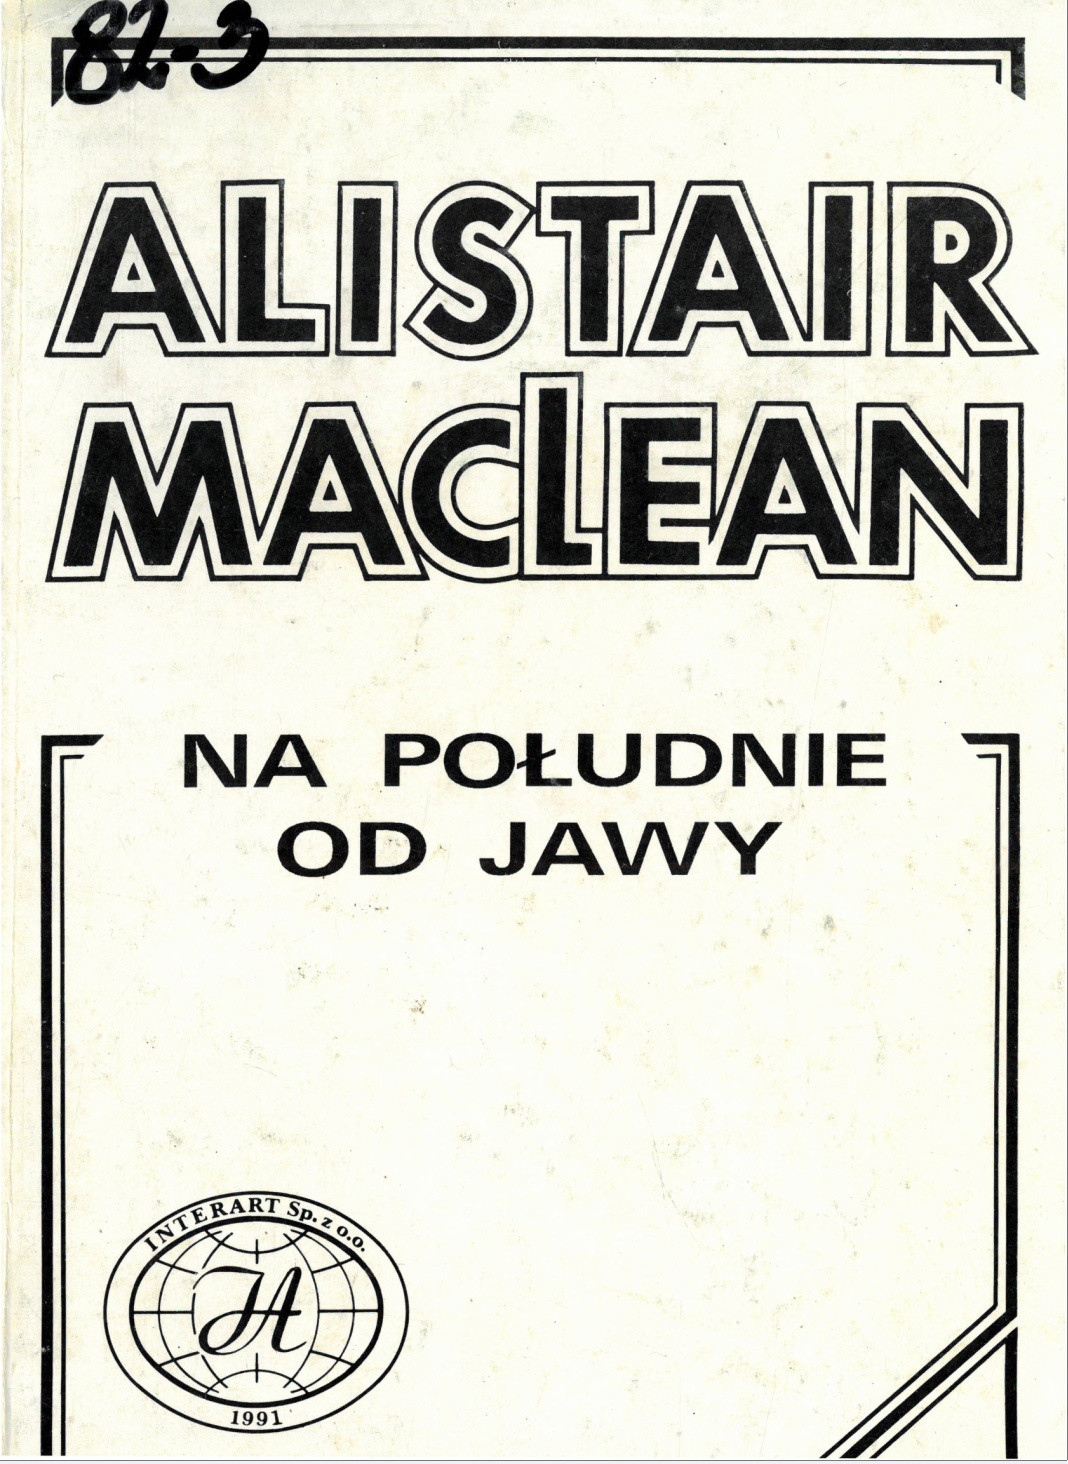 82-3
ALISTAIR
MACLEAN
NA POŁUDNIE
OD JAWY
INTERART Sp. z o.o.
JA
1991